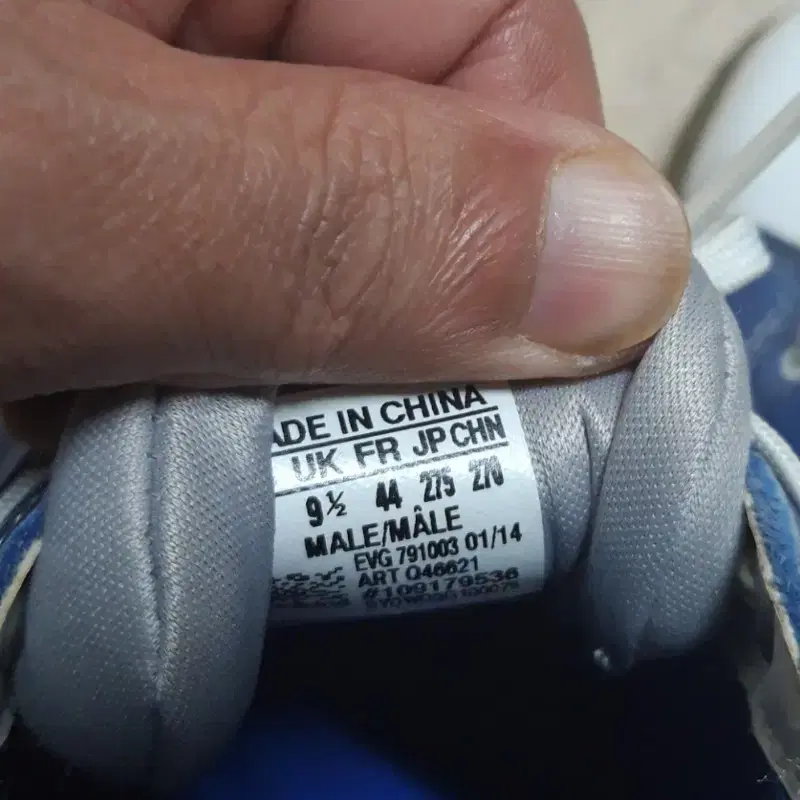 ADE IN CHINA
UK FR JP CHN
9½ 44 275 270
MALE/MÂLE
EVG 791003 01/14
ART Q46621
#109179536